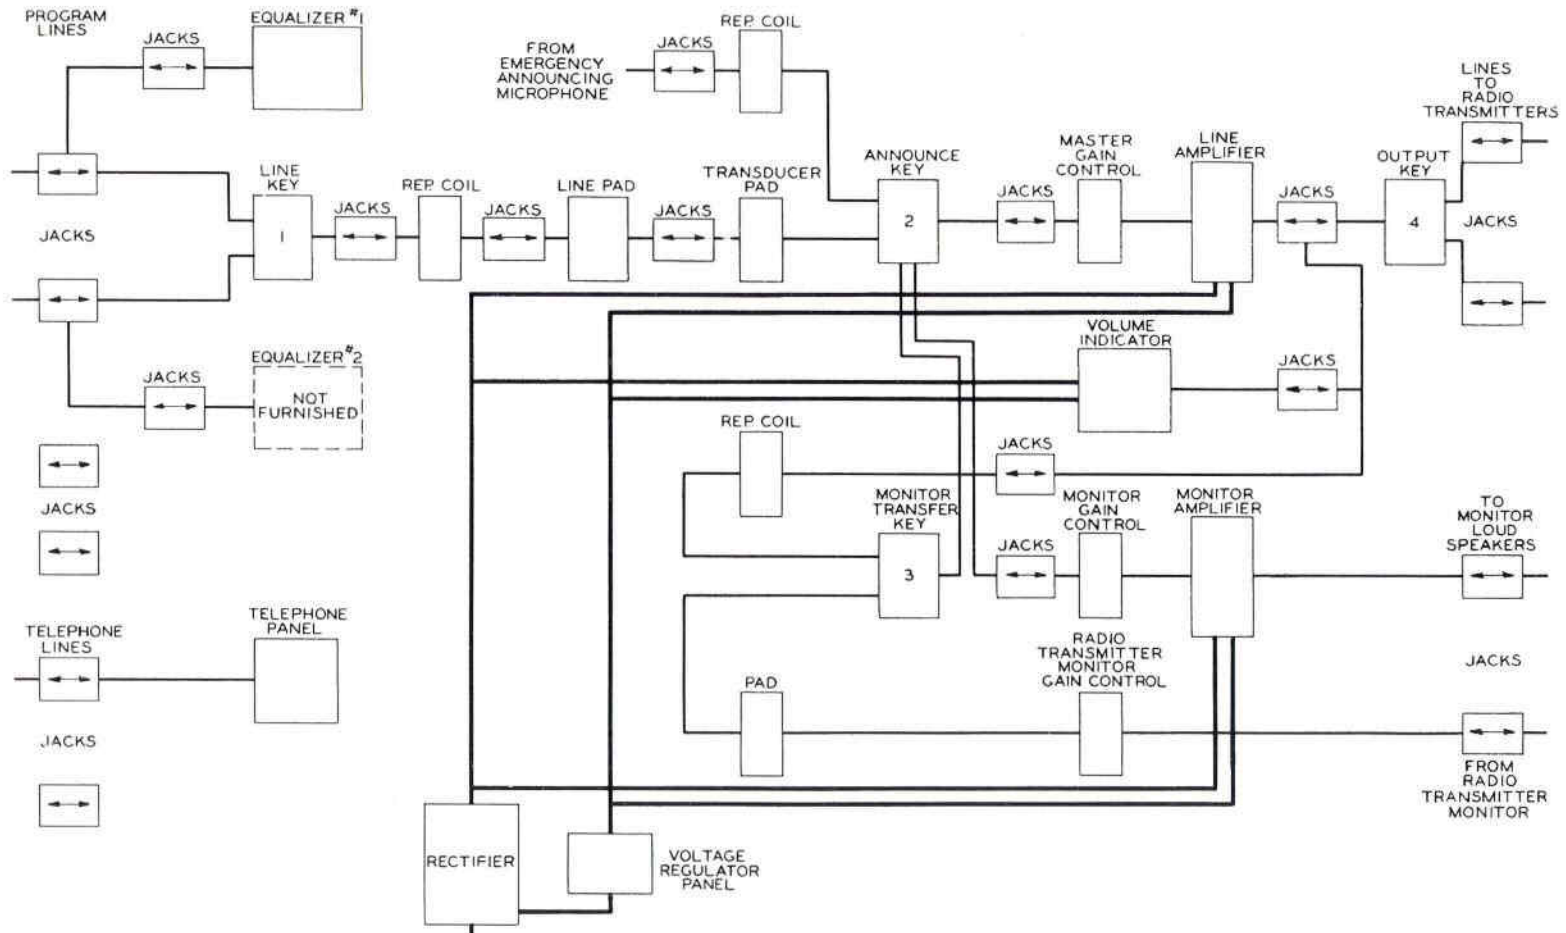 PROGRAM
LINES
JACKS
EQUALIZER #1
JACKS
LINE
KEY
1
JACKS
REP. COIL
JACKS
LINE PAD
JACKS
TRANSDUCER
PAD
FROM
EMERGENCY
ANNOUNCING
MICROPHONE
JACKS
REP. COIL
ANNOUNCE
KEY
2
JACKS
MASTER
GAIN
CONTROL
LINE
AMPLIFIER
JACKS
OUTPUT
KEY
4
LINES
TO
RADIO
TRANSMITTERS
JACKS
JACKS
EQUALIZER #2
NOT
FURNISHED
VOLUME
INDICATOR
JACKS
REP. COIL
JACKS
JACKS
MONITOR
TRANSFER
KEY
3
JACKS
MONITOR
GAIN
CONTROL
MONITOR
AMPLIFIER
TO
MONITOR
LOUD
SPEAKERS
TELEPHONE
LINES
TELEPHONE
PANEL
JACKS
PAD
RADIO
TRANSMITTER
MONITOR
GAIN CONTROL
JACKS
FROM
RADIO
TRANSMITTER
MONITOR
RECTIFIER
VOLTAGE
REGULATOR
PANEL